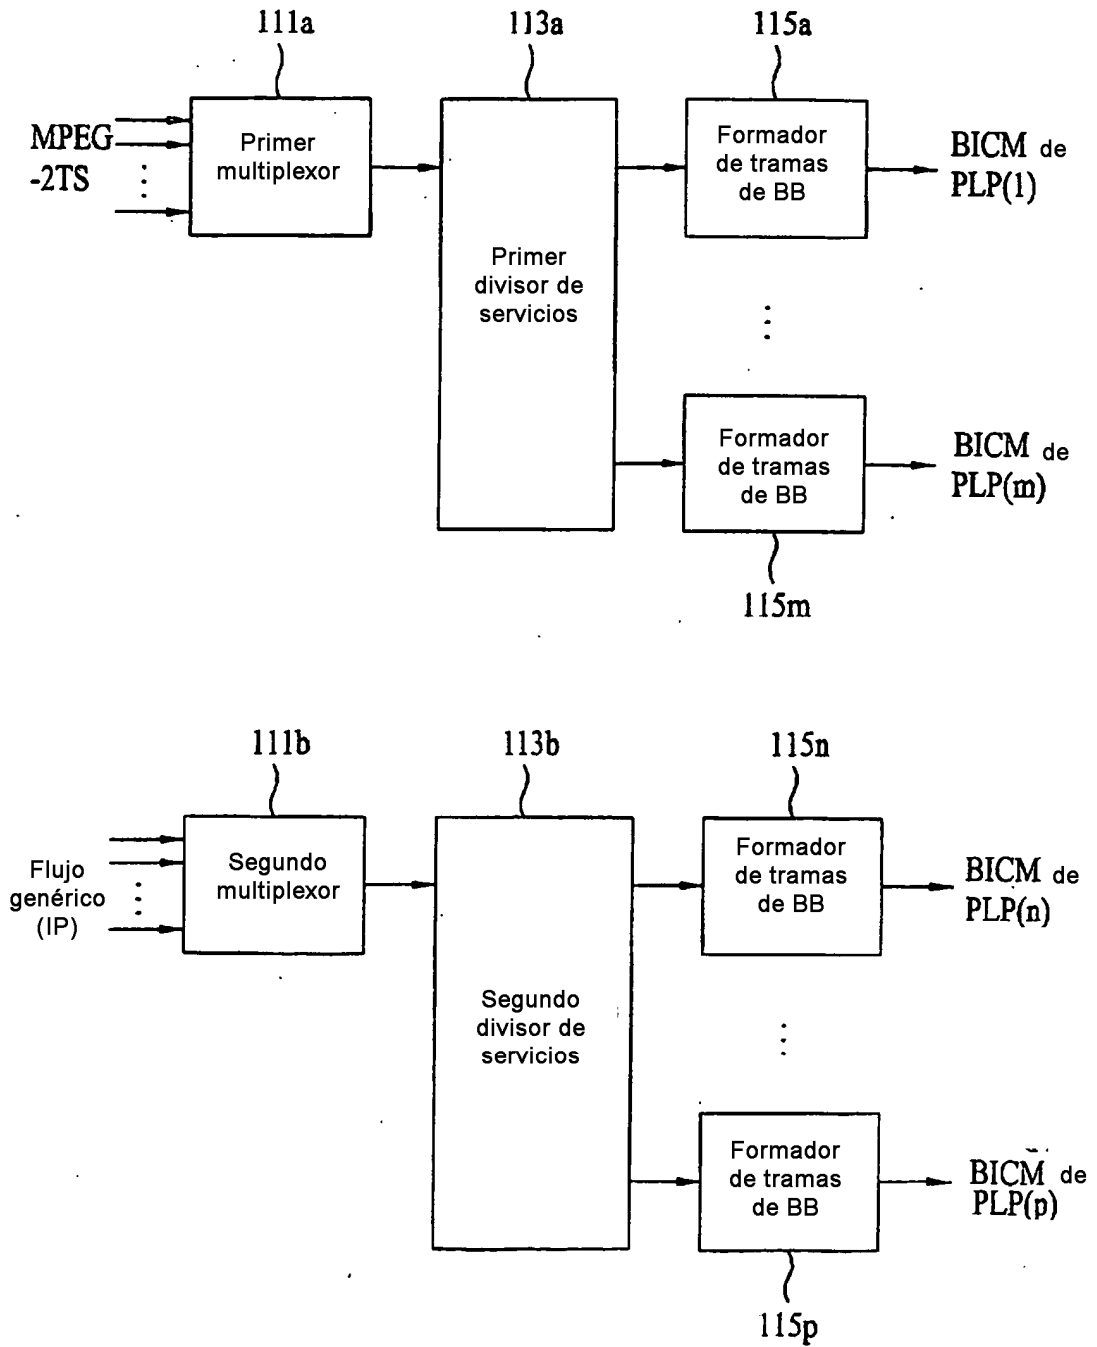 111a
113a
115a
MPEG
-2TS
Primer
multiplexor
Primer
divisor de
servicios
Formador
de tramas
de BB
BICM de
PLP(1)
Formador
de tramas
de BB
BICM de
PLP(m)
115m
111b
113b
115n
Flujo
genérico
(IP)
Segundo
multiplexor
Segundo
divisor de
servicios
Formador
de tramas
de BB
BICM de
PLP(n)
Formador
de tramas
de BB
BICM de
PLP(p)
115p